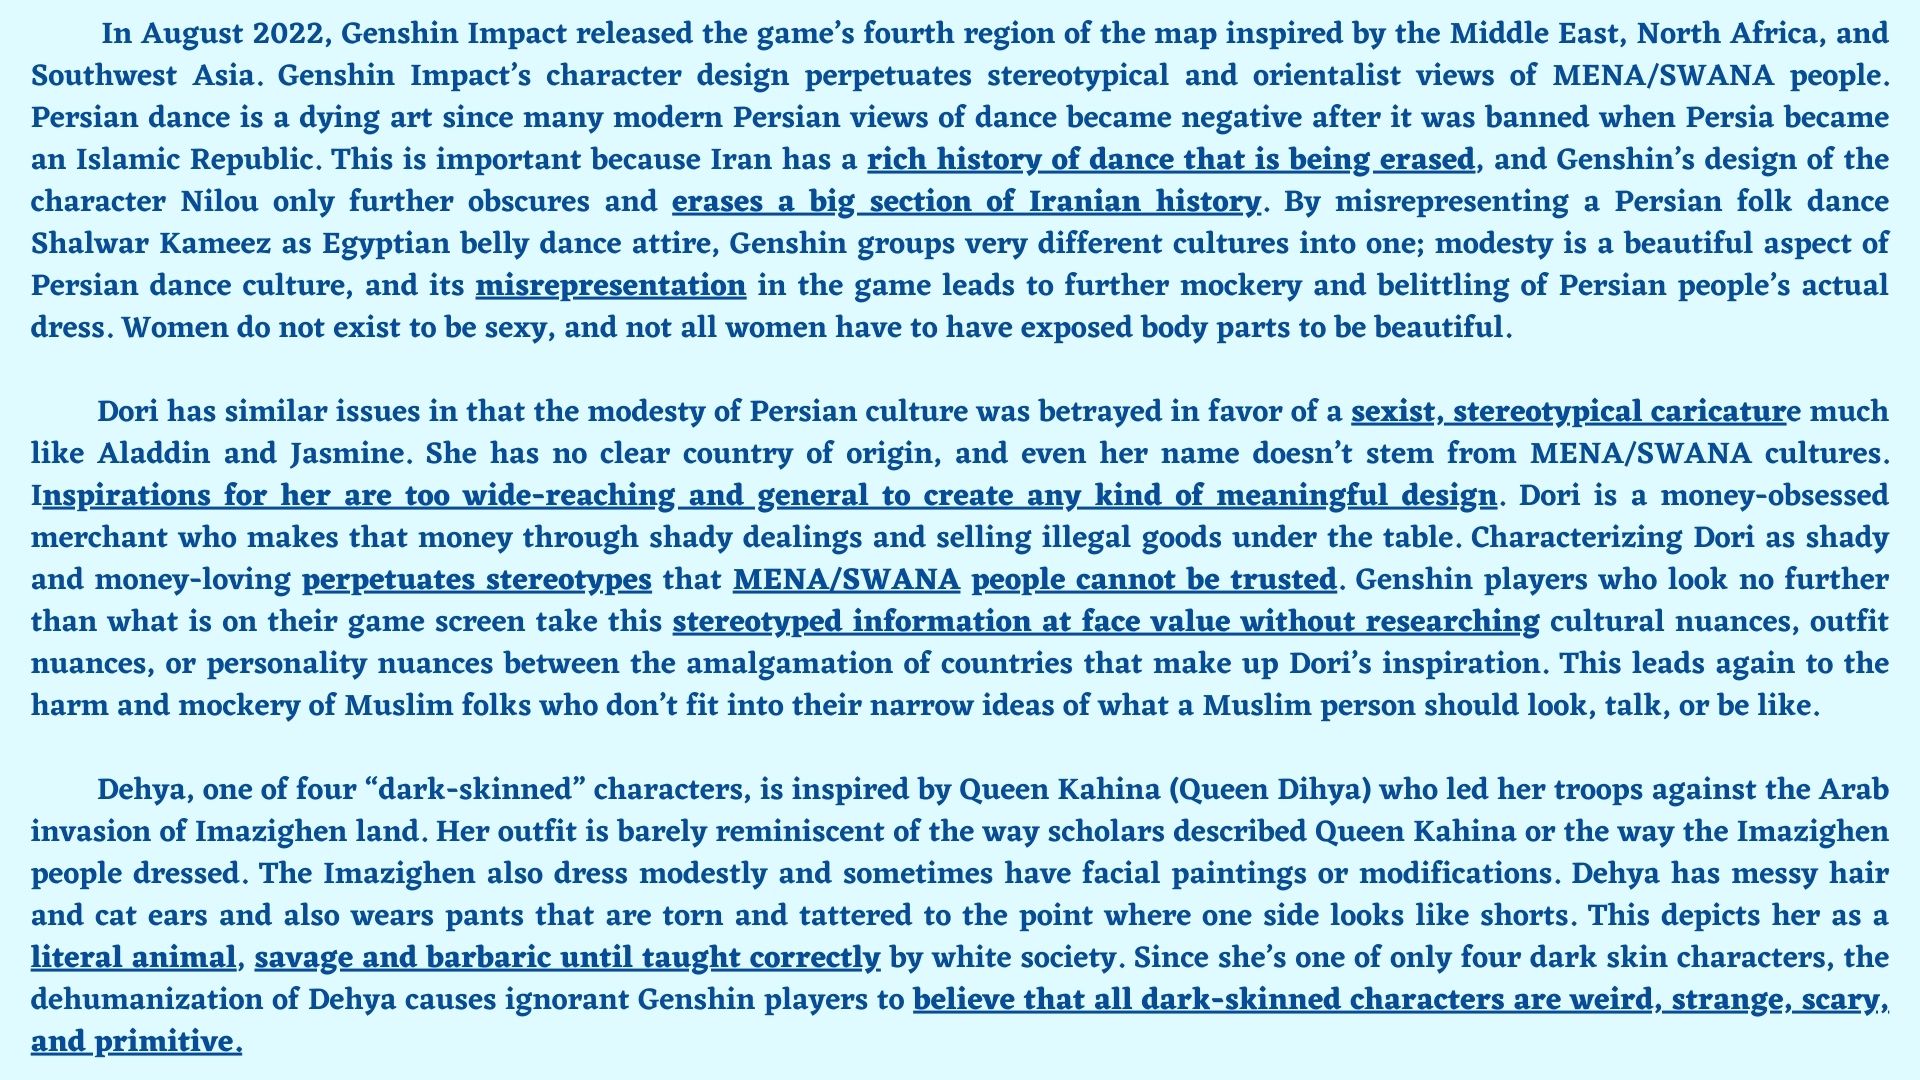 In August 2022, Genshin Impact released the game’s fourth region of the map inspired by the Middle East, North Africa, and
Southwest Asia. Genshin Impact’s character design perpetuates stereotypical and orientalist views of MENA/SWANA people.
Persian dance is a dying art since many modern Persian views of dance became negative after it was banned when Persia became
an Islamic Republic. This is important because Iran has a rich history of dance that is being erased, and Genshin’s design of the
character Nilou only further obscures and erases a big section of Iranian history. By misrepresenting a Persian folk dance
Shalwar Kameez as Egyptian belly dance attire, Genshin groups very different cultures into one; modesty is a beautiful aspect of
Persian dance culture, and its misrepresentation in the game leads to further mockery and belittling of Persian people’s actual
dress. Women do not exist to be sexy, and not all women have to have exposed body parts to be beautiful.
Dori has similar issues in that the modesty of Persian culture was betrayed in favor of a sexist, stereotypical caricature much
like Aladdin and Jasmine. She has no clear country of origin, and even her name doesn’t stem from MENA/SWANA cultures.
Inspirations for her are too wide-reaching and general to create any kind of meaningful design. Dori is a money-obsessed
merchant who makes that money through shady dealings and selling illegal goods under the table. Characterizing Dori as shady
and money-loving perpetuates stereotypes that MENA/SWANA people cannot be trusted. Genshin players who look no further
than what is on their game screen take this stereotyped information at face value without researching cultural nuances, outfit
nuances, or personality nuances between the amalgamation of countries that make up Dori’s inspiration. This leads again to the
harm and mockery of Muslim folks who don’t fit into their narrow ideas of what a Muslim person should look, talk, or be like.
Dehya, one of four “dark-skinned” characters, is inspired by Queen Kahina (Queen Dihya) who led her troops against the Arab
invasion of Imazighen land. Her outfit is barely reminiscent of the way scholars described Queen Kahina or the way the Imazighen
people dressed. The Imazighen also dress modestly and sometimes have facial paintings or modifications. Dehya has messy hair
and cat ears and also wears pants that are torn and tattered to the point where one side looks like shorts. This depicts her as a
literal animal, savage and barbaric until taught correctly by white society. Since she’s one of only four dark skin characters, the
dehumanization of Dehya causes ignorant Genshin players to believe that all dark-skinned characters are weird, strange, scary,
and primitive.